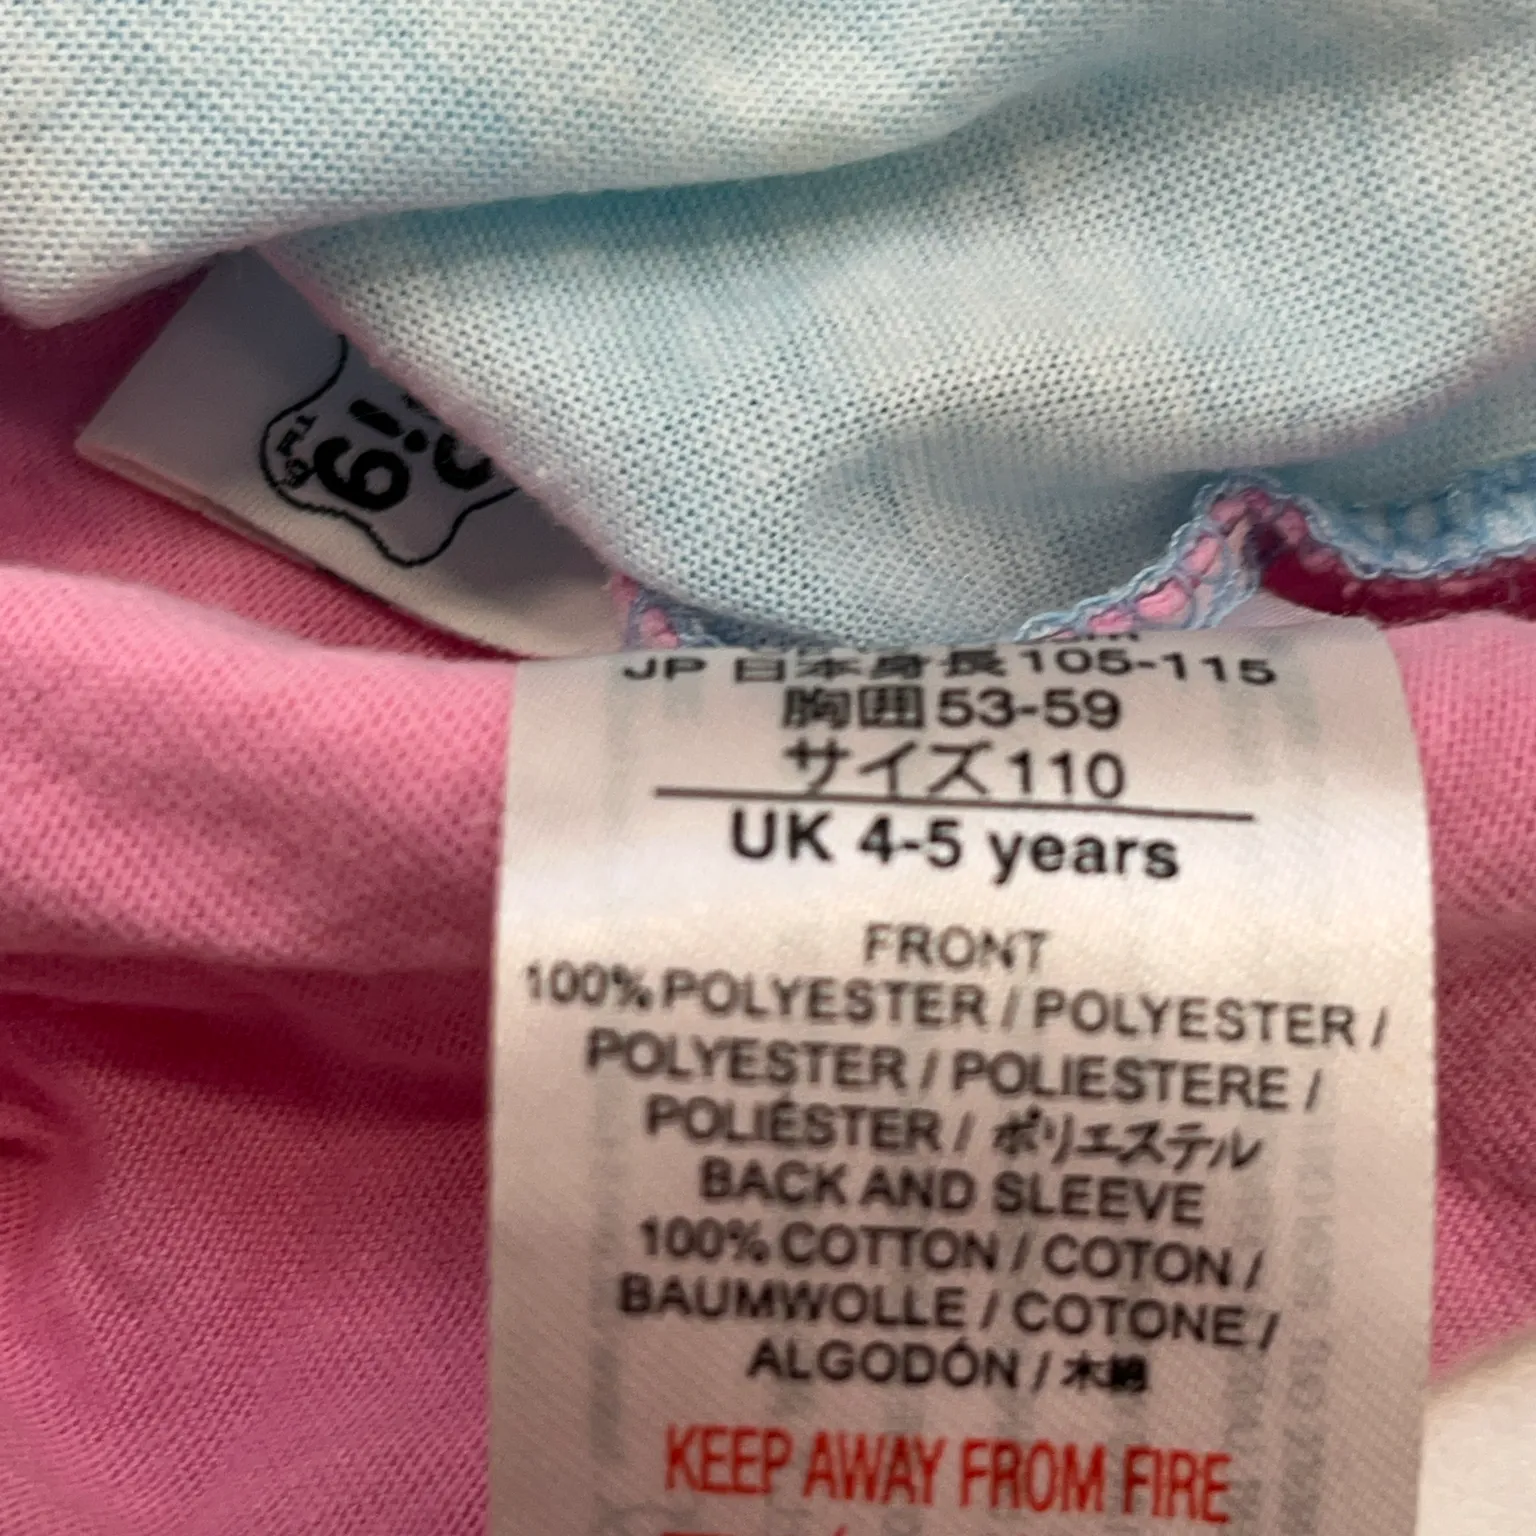 JP 日本身長105-115
胸囲53-59
サイズ110
UK 4-5 years
FRONT
100% POLYESTER / POLYESTER /
POLYESTER / POLIESTERE /
POLIÉSTER / ポリエステル
BACK AND SLEEVE
100% COTTON / COTON /
BAUMWOLLE / COTONE /
ALGODÓN / 木綿
KEEP AWAY FROM FIRE